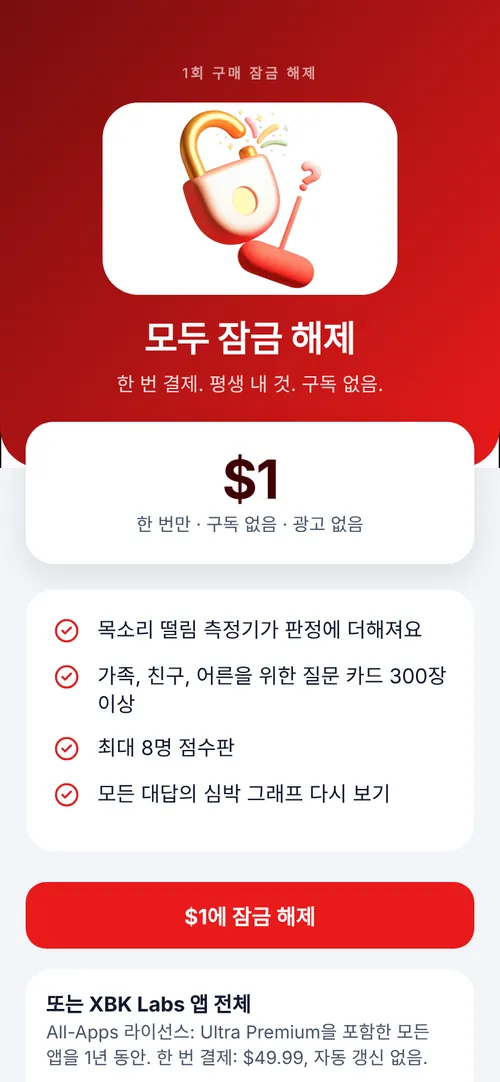 1회 구매 잠금 해제
모두 잠금 해제
한 번 결제. 평생 내 것. 구독 없음.
$1
한 번만 · 구독 없음 · 광고 없음
목소리 떨림 측정기가 판정에 더해져요
가족, 친구, 어른을 위한 질문 카드 300장
이상
최대 8명 점수판
모든 대답의 심박 그래프 다시 보기
$1에 잠금 해제
또는 XBK Labs 앱 전체
All-Apps 라이선스: Ultra Premium을 포함한 모든
앱을 1년 동안. 한 번 결제: $49.99, 자동 갱신 없음.